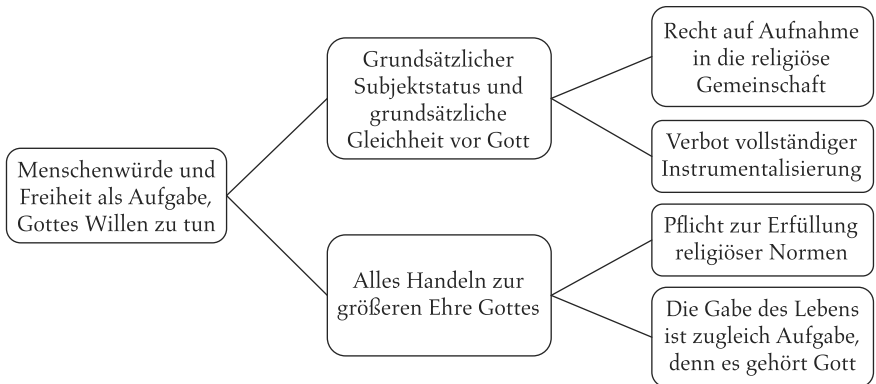 Menschenwürde und
Freiheit als Aufgabe,
Gottes Willen zu tun
Grundsätzlicher
Subjektstatus und
grundsätzliche
Gleichheit vor Gott
Alles Handeln zur
größeren Ehre Gottes
Recht auf Aufnahme
in die religiöse
Gemeinschaft
Verbot vollständiger
Instrumentalisierung
Pflicht zur Erfüllung
religiöser Normen
Die Gabe des Lebens
ist zugleich Aufgabe,
denn es gehört Gott